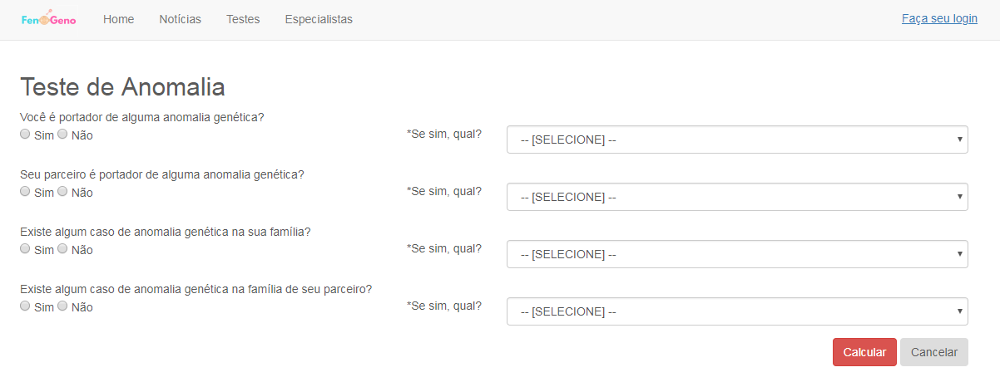 FenoGeno Home Notícias Testes Especialistas Faça seu login
Teste de Anomalia
Você é portador de alguma anomalia genética?
Sim Não *Se sim, qual? -- [SELECIONE] --
Seu parceiro é portador de alguma anomalia genética?
Sim Não *Se sim, qual? -- [SELECIONE] --
Existe algum caso de anomalia genética na sua família?
Sim Não *Se sim, qual? -- [SELECIONE] --
Existe algum caso de anomalia genética na família de seu parceiro?
Sim Não *Se sim, qual? -- [SELECIONE] --
Calcular Cancelar